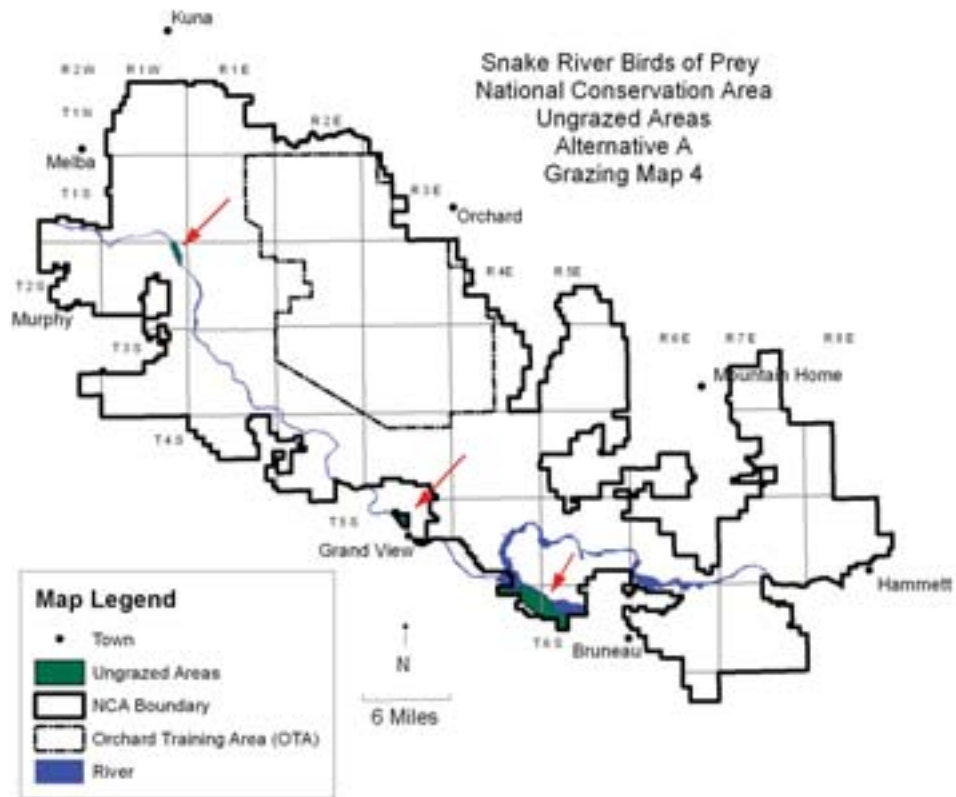 Kuna
Snake River Birds of Prey
National Conservation Area
Ungrazed Areas
Alternative A
Grazing Map 4
R 2 W
R 1 W
R 1 E
T 1 N
R 2 E
Melba
T 1 S
R 3 E
Orchard
R 4 E
R 5 E
T 2 S
Murphy
T 3 S
R 6 E
R 7 E
R 8 E
Mountain Home
T 4 S
T 5 S
Grand View
Hammett
T 6 S
Bruneau
N
6 Miles
Map Legend
Town
Ungrazed Areas
NCA Boundary
Orchard Training Area (OTA)
River